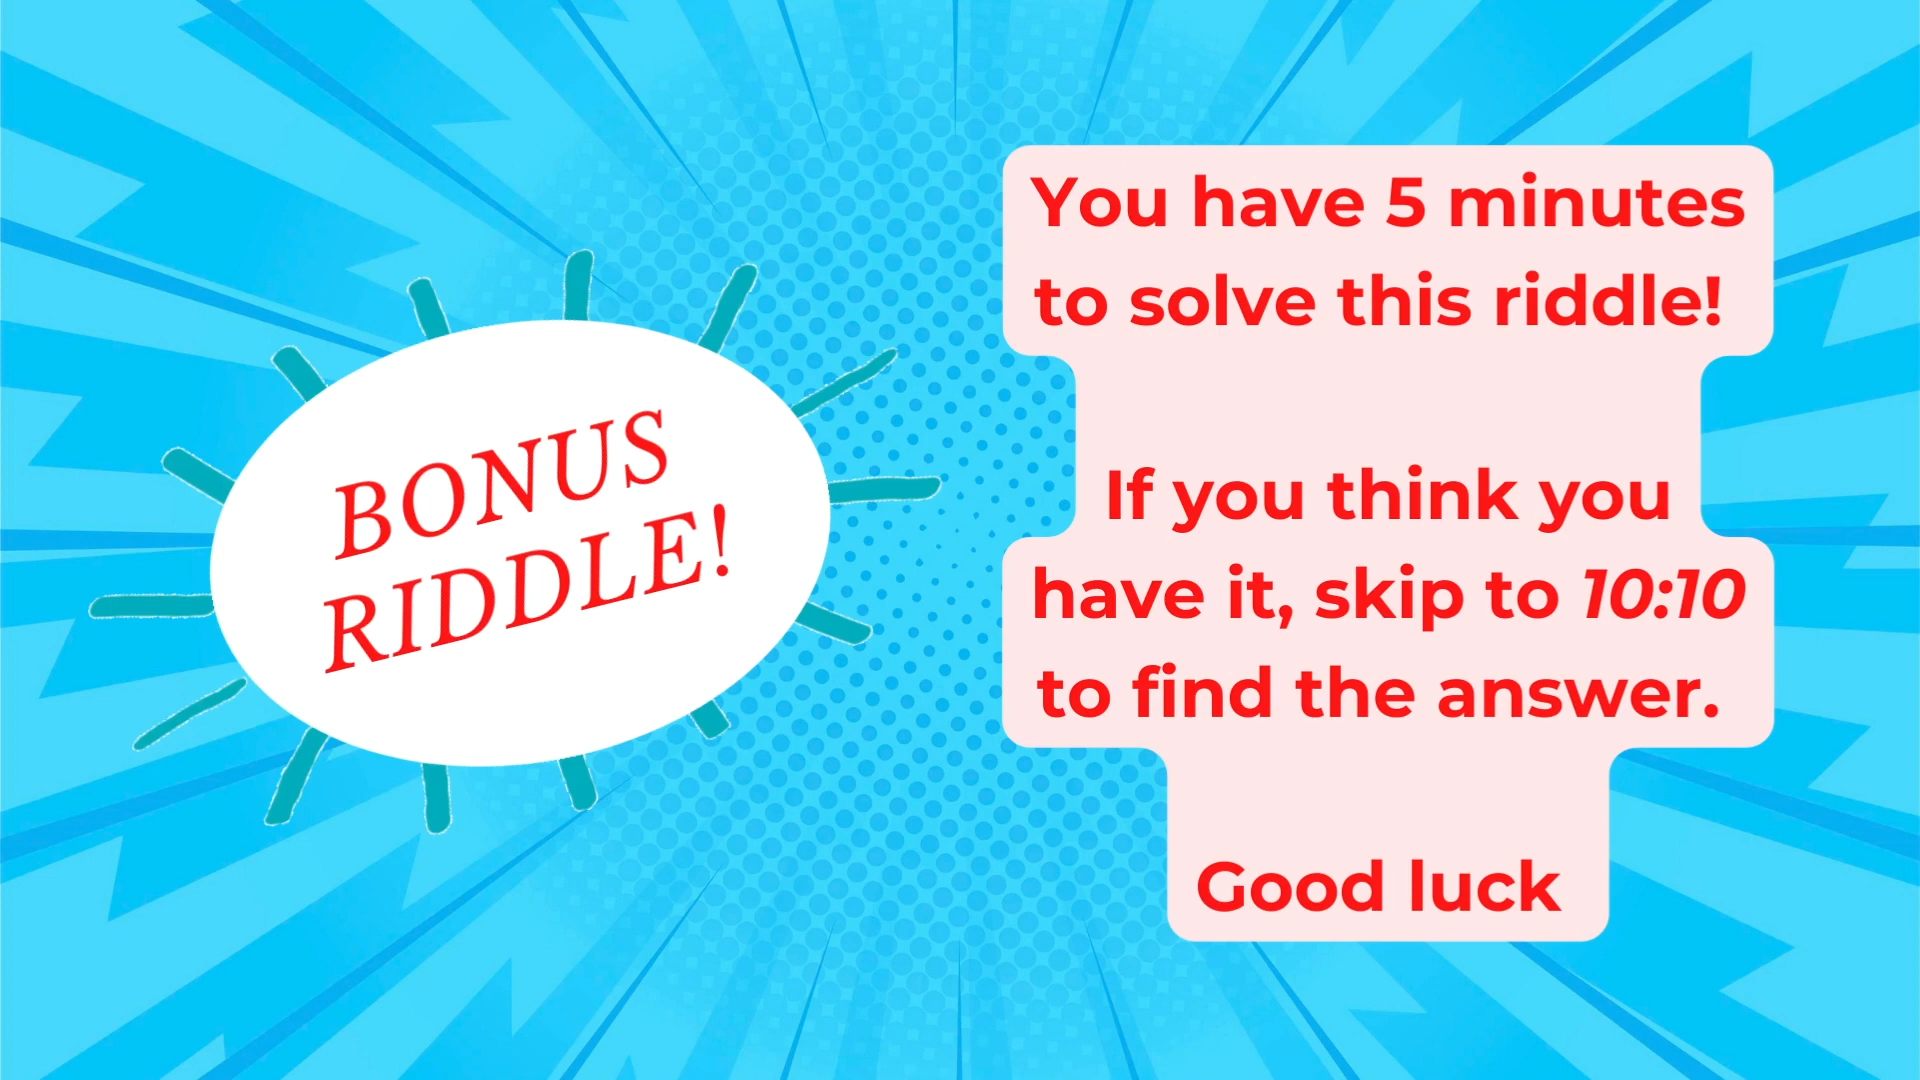 BONUS
RIDDLE!
You have 5 minutes
to solve this riddle!
If you think you
have it, skip to 10:10
to find the answer.
Good luck